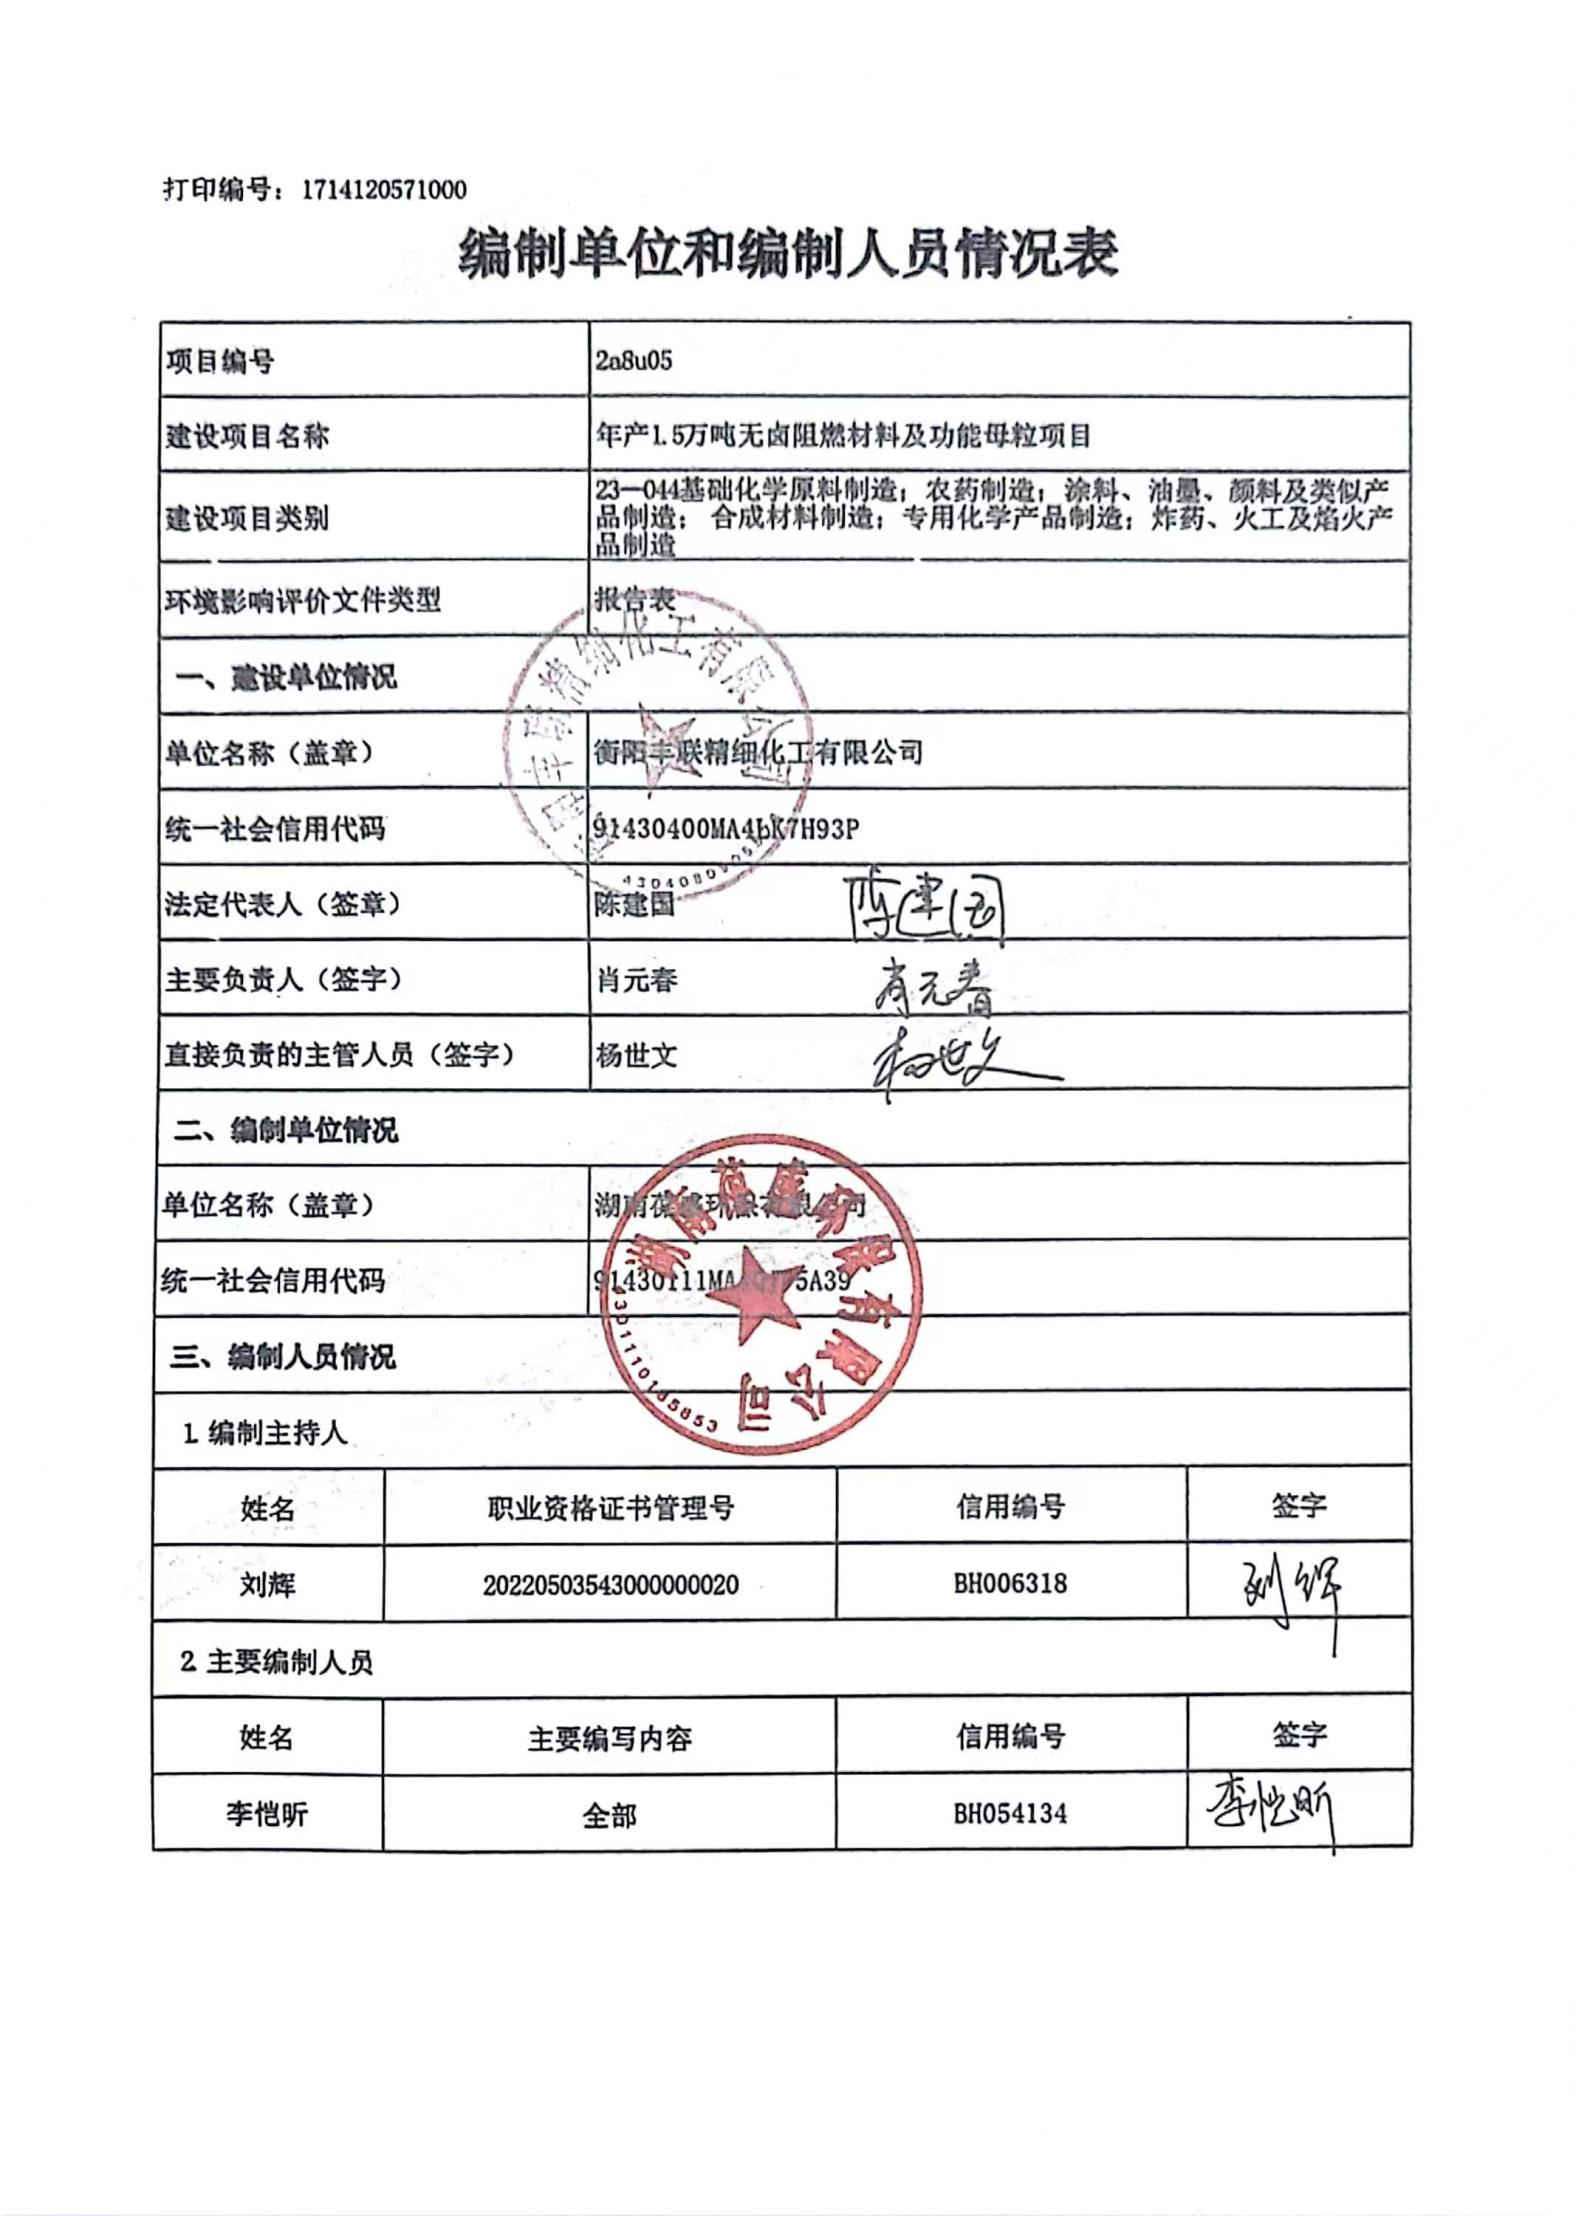 打印编号：1714120571000
编制单位和编制人员情况表
项目编号 2a8u05
建设项目名称 年产1.5万吨无卤阻燃材料及功能母粒项目
建设项目类别 23—044基础化学原料制造；农药制造；涂料、油墨、颜料及类似产
品制造；合成材料制造；专用化学产品制造；炸药、火工及焰火产
品制造
环境影响评价文件类型 报告表
一、建设单位情况
单位名称（盖章） 衡阳丰联精细化工有限公司
统一社会信用代码 91430400MA4LK7H93P
法定代表人（签章） 陈建国 陈建国
主要负责人（签字） 肖元春 肖元春
直接负责的主管人员（签字） 杨世文 杨世文
二、编制单位情况
单位名称（盖章） 湖南葆盛环保有限公司
统一社会信用代码
三、编制人员情况
1.编制主持人
姓名 职业资格证书管理号 信用编号 签字
刘辉 20220503543000000020 BH006318 刘辉
2.主要编制人员
姓名 主要编写内容 信用编号 签字
李恺昕 全部 BH054134 李恺昕